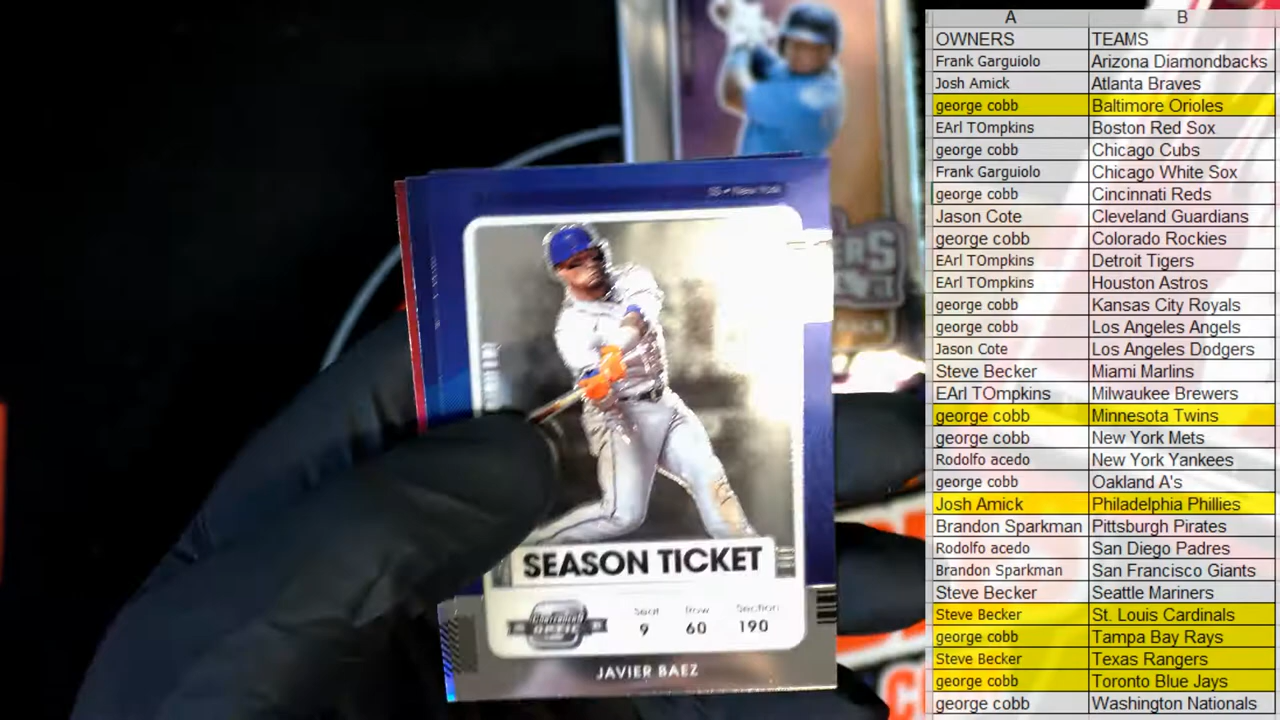 New York
SEASON TICKET
Contenders
OPTIC
Seat Row Section
9 60 190
JAVIER BAEZ
A B
OWNERS TEAMS
Frank Garguiolo Arizona Diamondbacks
Josh Amick Atlanta Braves
george cobb Baltimore Orioles
EArl TOmpkins Boston Red Sox
george cobb Chicago Cubs
Frank Garguiolo Chicago White Sox
george cobb Cincinnati Reds
Jason Cote Cleveland Guardians
george cobb Colorado Rockies
EArl TOmpkins Detroit Tigers
EArl TOmpkins Houston Astros
george cobb Kansas City Royals
george cobb Los Angeles Angels
Jason Cote Los Angeles Dodgers
Steve Becker Miami Marlins
EArl TOmpkins Milwaukee Brewers
george cobb Minnesota Twins
george cobb New York Mets
Rodolfo acedo New York Yankees
george cobb Oakland A's
Josh Amick Philadelphia Phillies
Brandon Sparkman Pittsburgh Pirates
Rodolfo acedo San Diego Padres
Brandon Sparkman San Francisco Giants
Steve Becker Seattle Mariners
Steve Becker St. Louis Cardinals
george cobb Tampa Bay Rays
Steve Becker Texas Rangers
george cobb Toronto Blue Jays
george cobb Washington Nationals